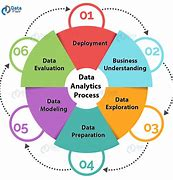 Data
01
Deployment
02
Business
Understanding
03
Data
Exploration
04
Data
Preparation
05
Data
Modeling
06
Data
Evaluation
Data
Analytics
Process